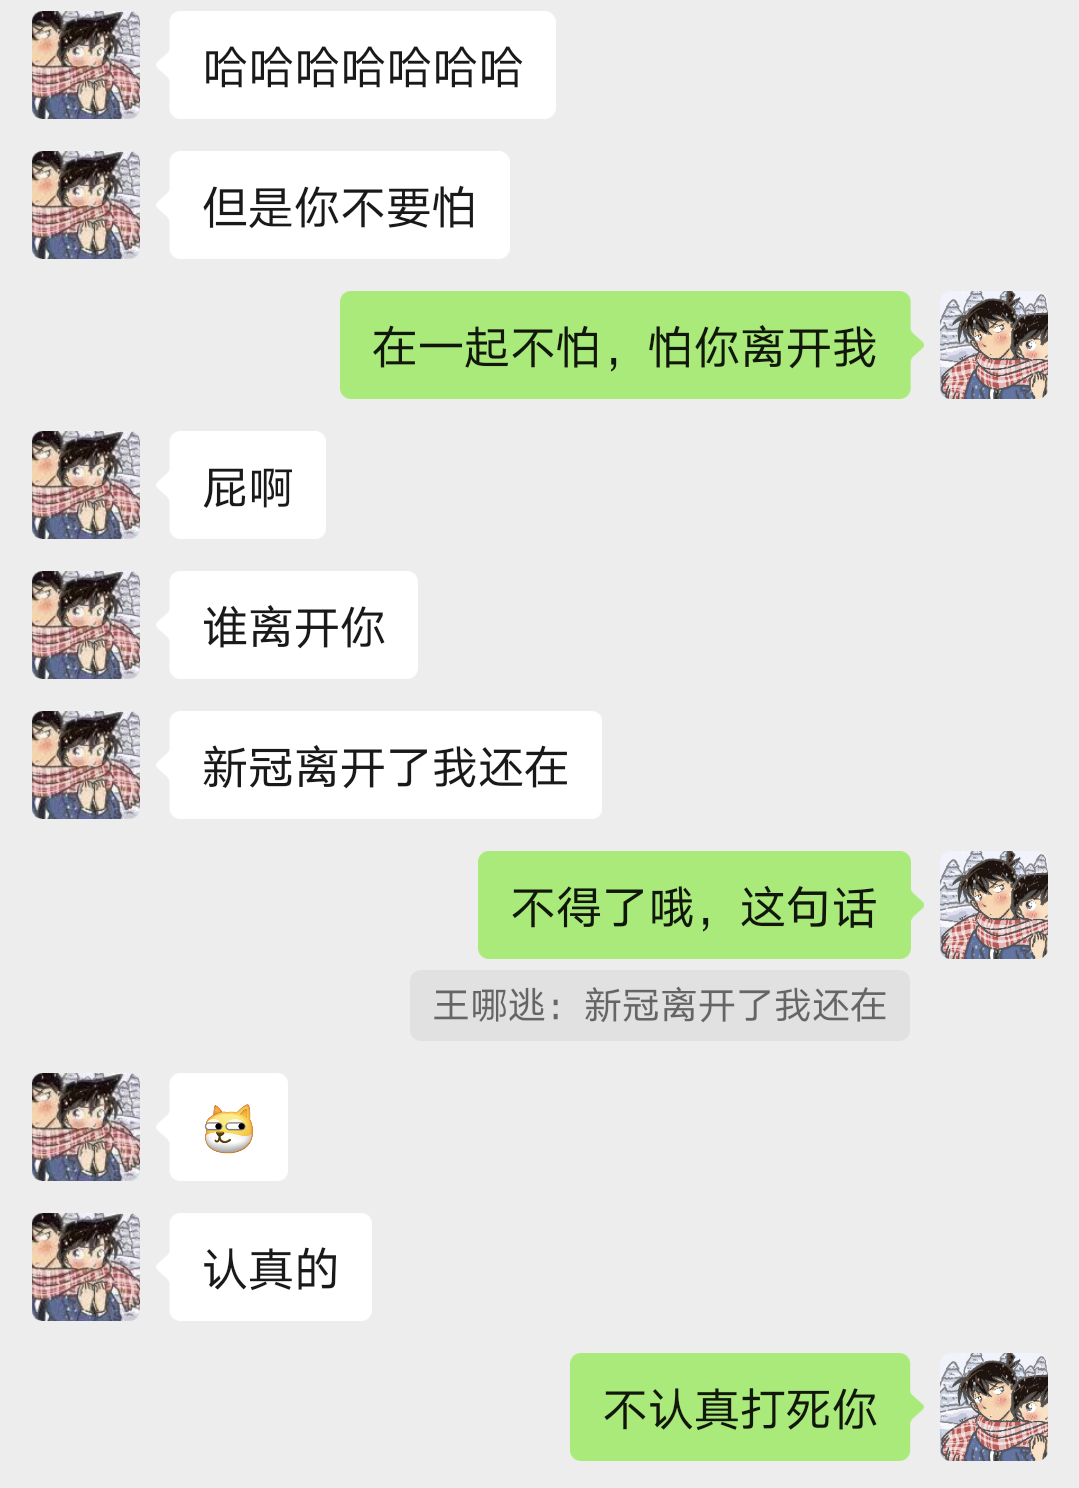 哈哈哈哈哈哈哈
但是你不要怕
在一起不怕，怕你离开我
屁啊
谁离开你
新冠离开了我还在
不得了哦，这句话
王哪逃：新冠离开了我还在
认真的
不认真打死你